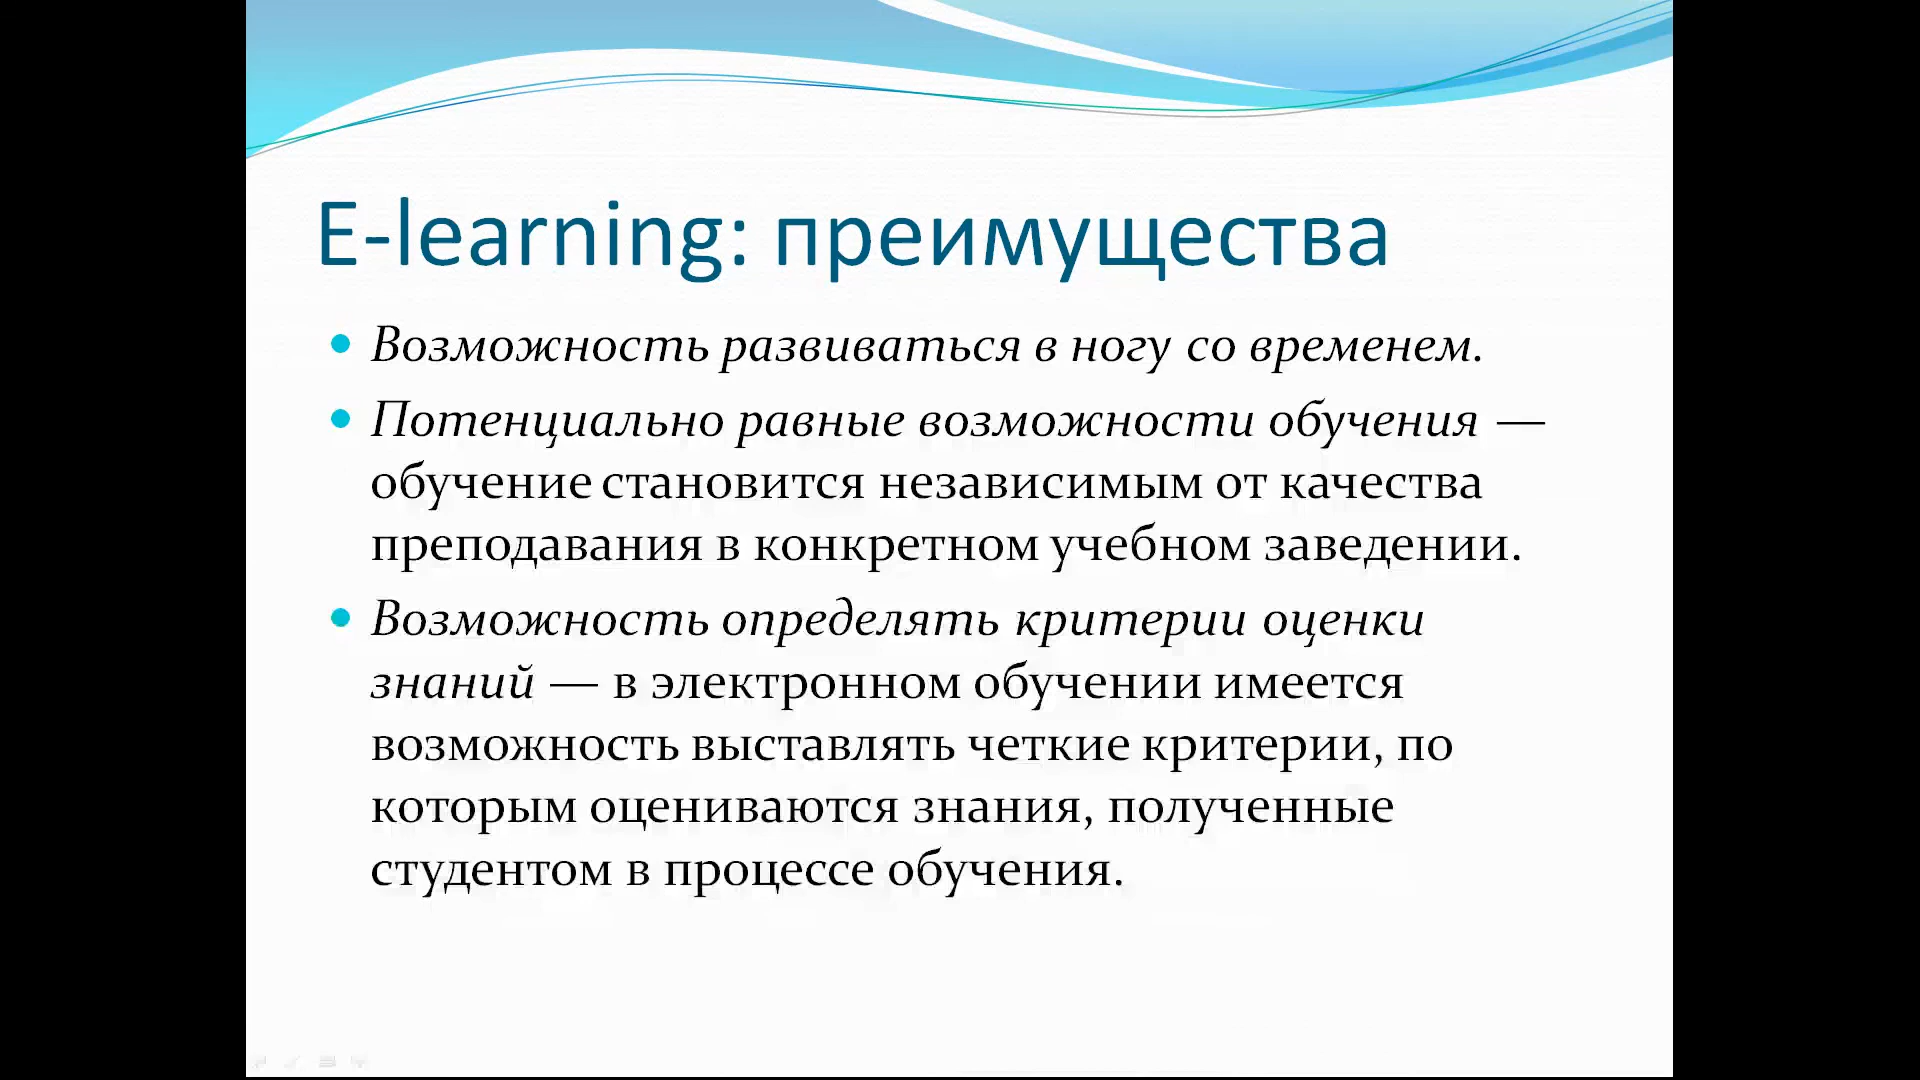 E-learning: преимущества
Возможность развиваться в ногу со временем.
Потенциально равные возможности обучения —
обучение становится независимым от качества
преподавания в конкретном учебном заведении.
Возможность определять критерии оценки
знаний — в электронном обучении имеется
возможность выставлять четкие критерии, по
которым оцениваются знания, полученные
студентом в процессе обучения.